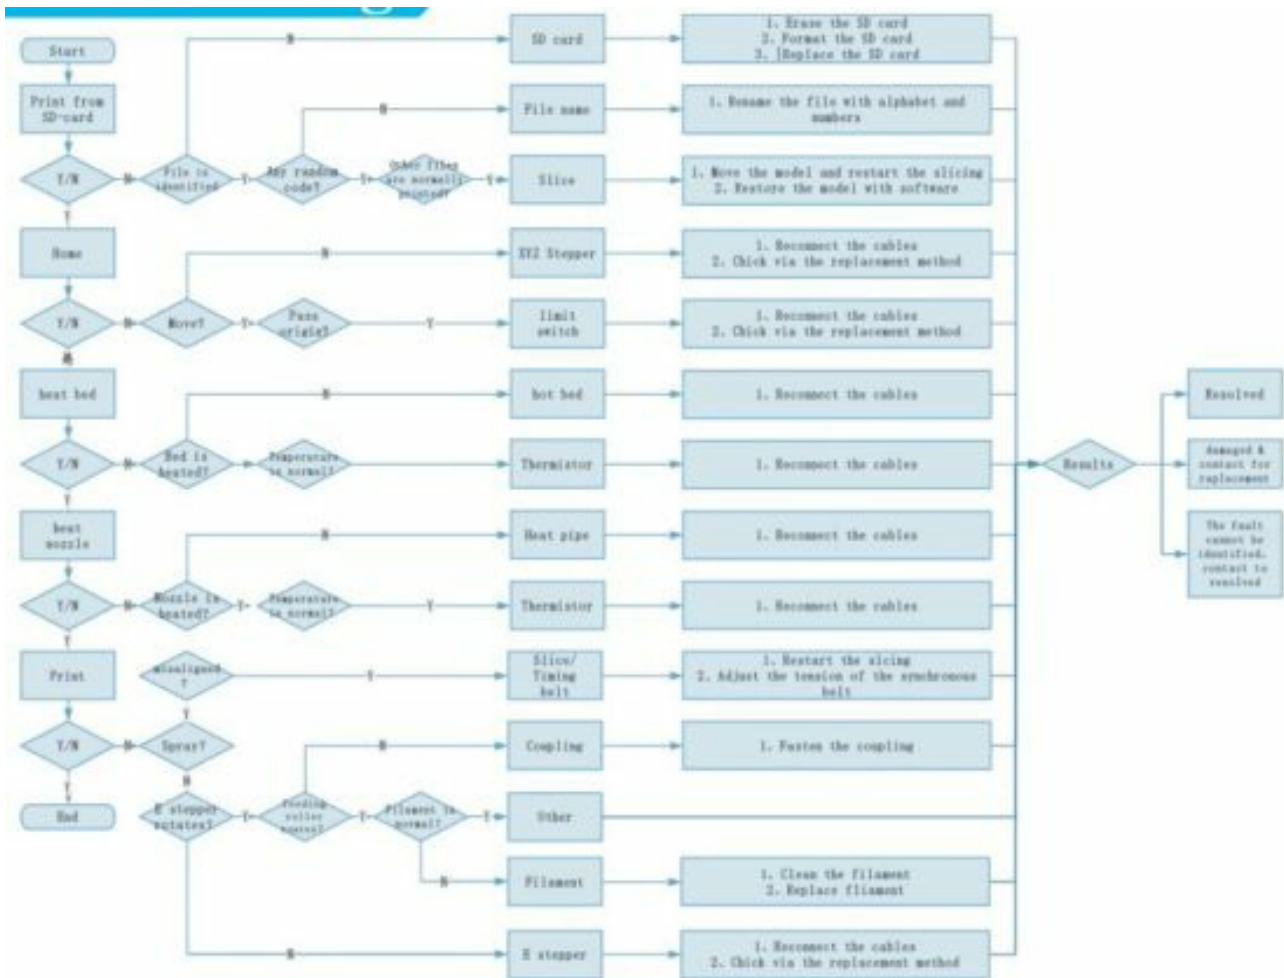 Start
Print from
SD-card
Y/N
N
File is
identified
N
SD card
1. Erase the SD card
2. Format the SD card
3. |Replace the SD card
Y
Any random
code?
N
File name
1. Rename the file with alphabet and
numbers
Y
Other files
are normally
printed?
Y
Slice
1. Move the model and restart the slicing
2. Restore the model with software
Y
Home
Y/N
N
Move?
N
XYZ Stepper
1. Reconnect the cables
2. Chick via the replacement method
Y
Pass
origin?
Y
limit
switch
1. Reconnect the cables
2. Chick via the replacement method
是
heat bed
Y/N
N
Bed is
heated?
N
hot bed
1. Reconnect the cables
Temperature
is normal?
Thermistor
1. Reconnect the cables
Y
heat
nozzle
Y/N
N
Nozzle is
heated?
N
Heat pipe
1. Reconnect the cables
Y
Temperature
is normal?
Y
Thermistor
1. Reconnect the cables
Y
Print
Y/N
N
Spray?
Y
misaligned
?
Y
Slice/
Timing
belt
1. Restart the slcing
2. Adjust the tension of the synchronous
belt
N
E stepper
rotates?
Y
Feeding
roller
N
Coupling
1. Fasten the coupling
Y
Filament is
normal?
Y
Other
N
Filament
1. Clean the filament
2. Replace fliament
N
E stepper
1. Reconnect the cables
2. Chick via the replacement method
Y
End
Results
Resolved
damaged &
contact for
raplacement
The fault
cannot be
identified,
contact to
resolved